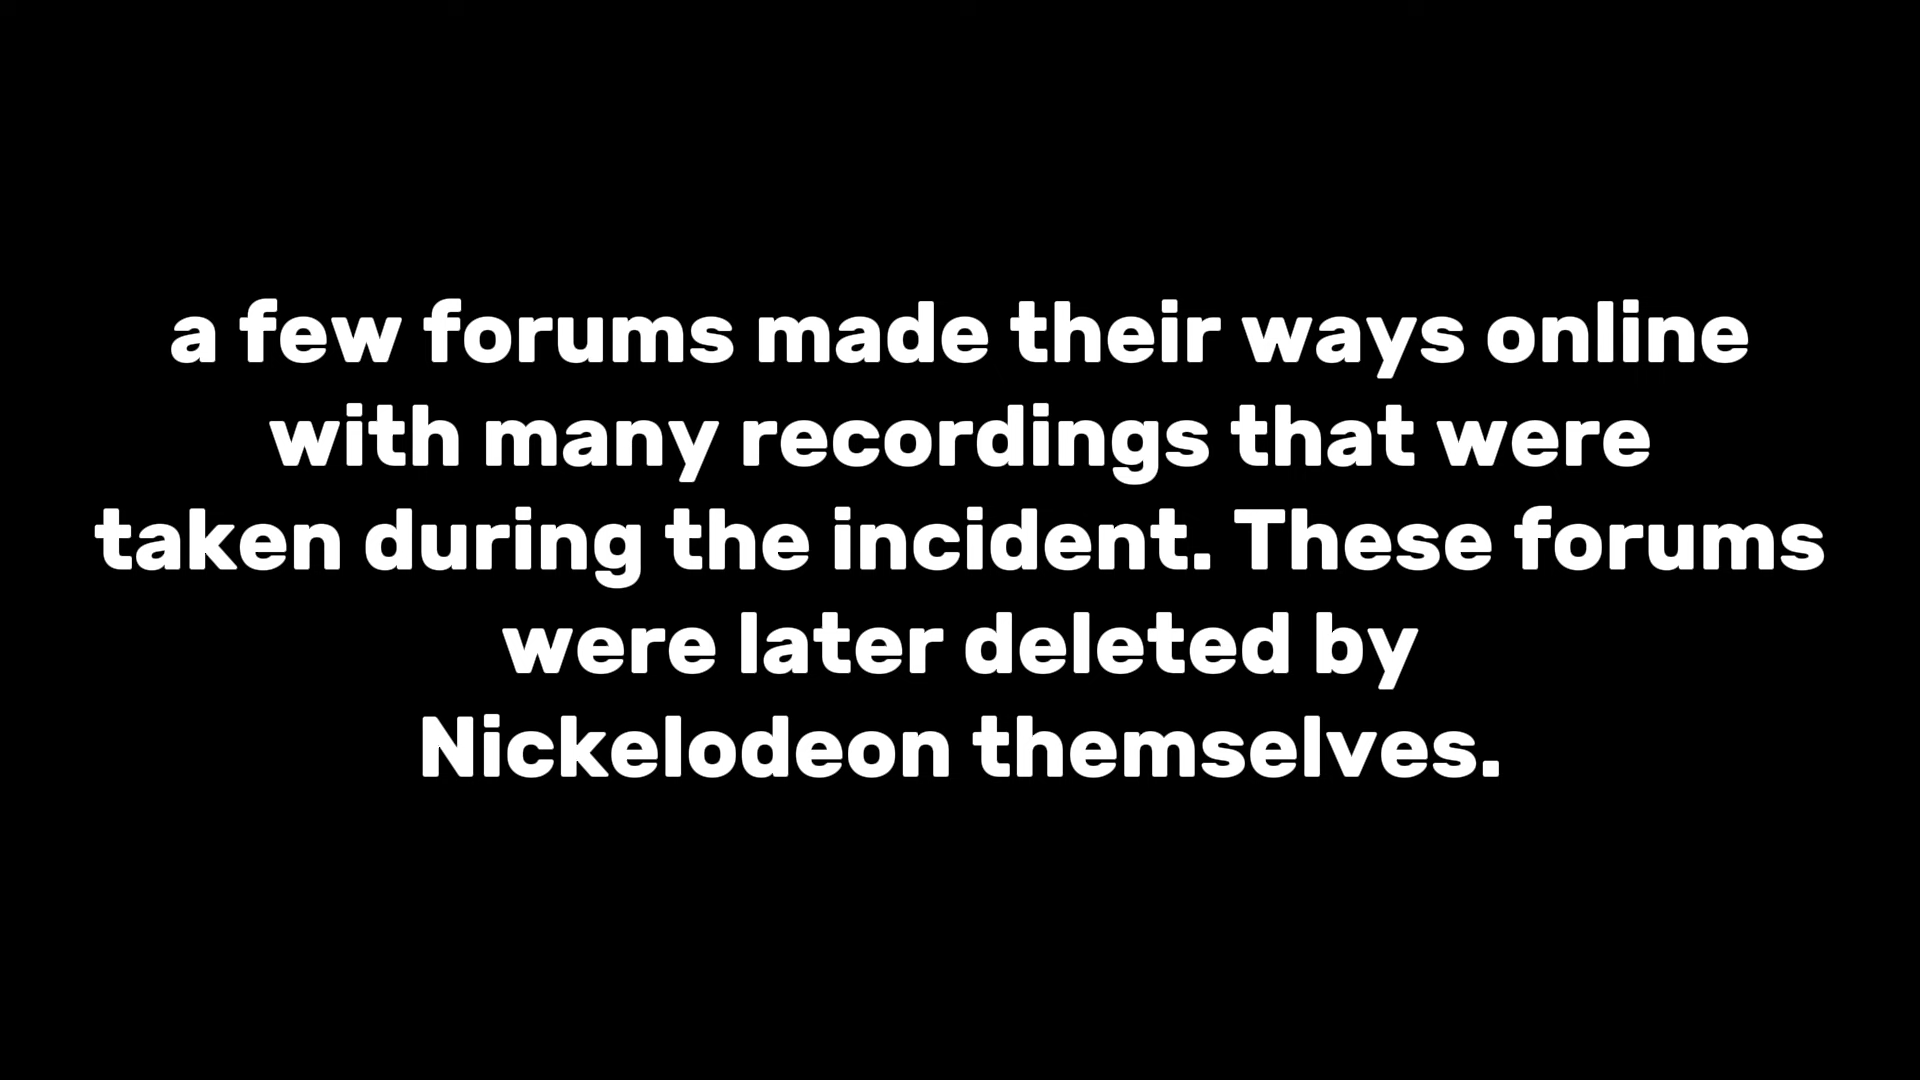 a few forums made their ways online
with many recordings that were
taken during the incident. These forums
were later deleted by
Nickelodeon themselves.